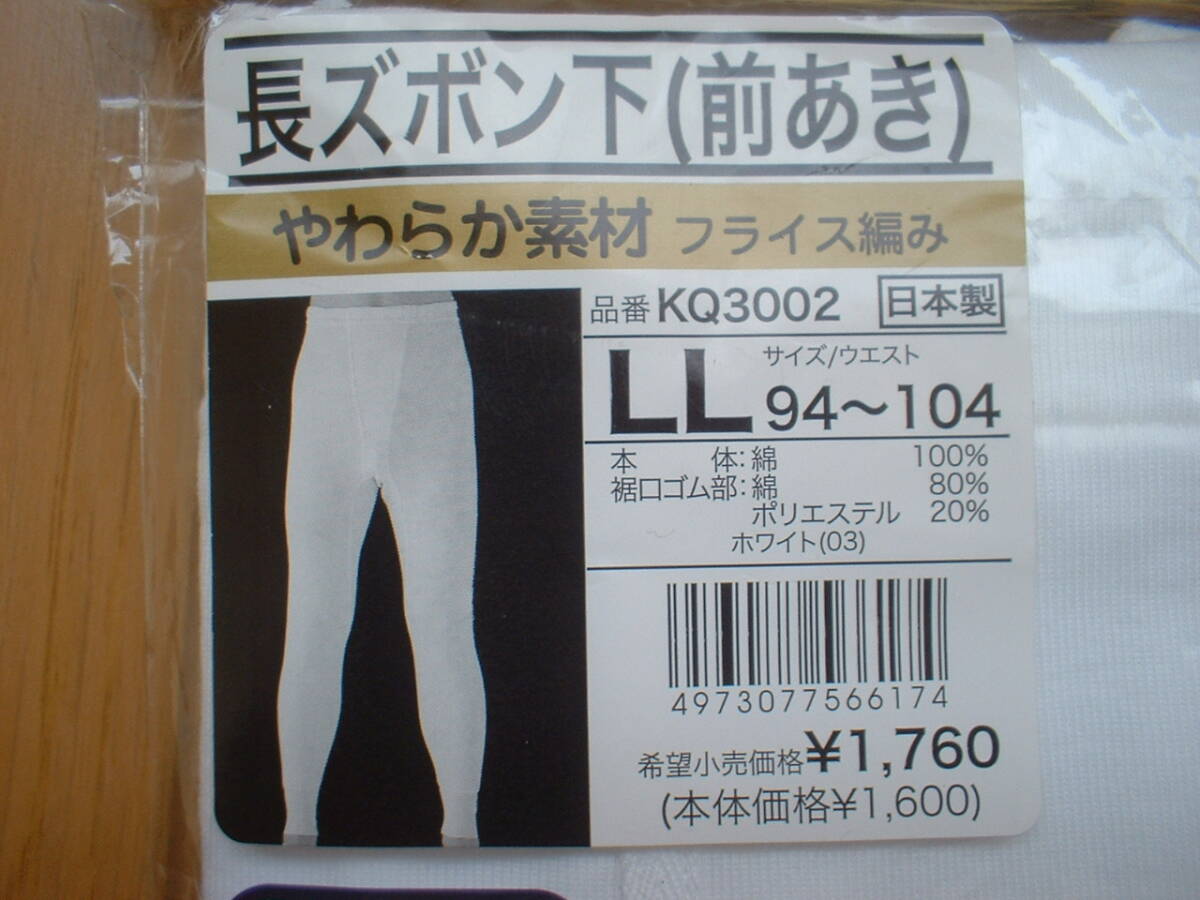 長ズボン下(前あき)
やわらか素材 フライス編み
品番 KQ3002 日本製
サイズ/ウエスト
LL 94〜104
本 体:綿 100%
裾口ゴム部:綿 80%
ポリエステル 20%
ホワイト(03)
4973077566174
希望小売価格¥1,760
(本体価格¥1,600)